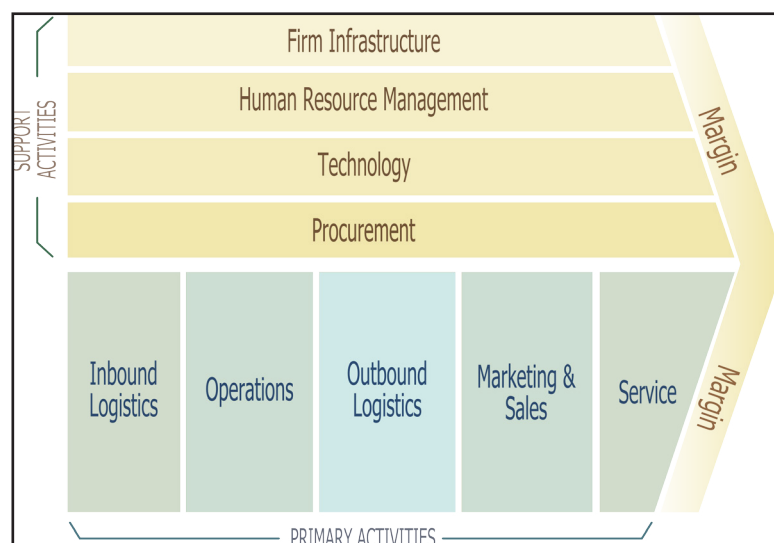 Firm Infrastructure
Human Resource Management
Technology
Procurement
SUPPORT
ACTIVITIES
Margin
Inbound
Logistics
Operations
Outbound
Logistics
Marketing &
Sales
Service
Margin
PRIMARY ACTIVITIES